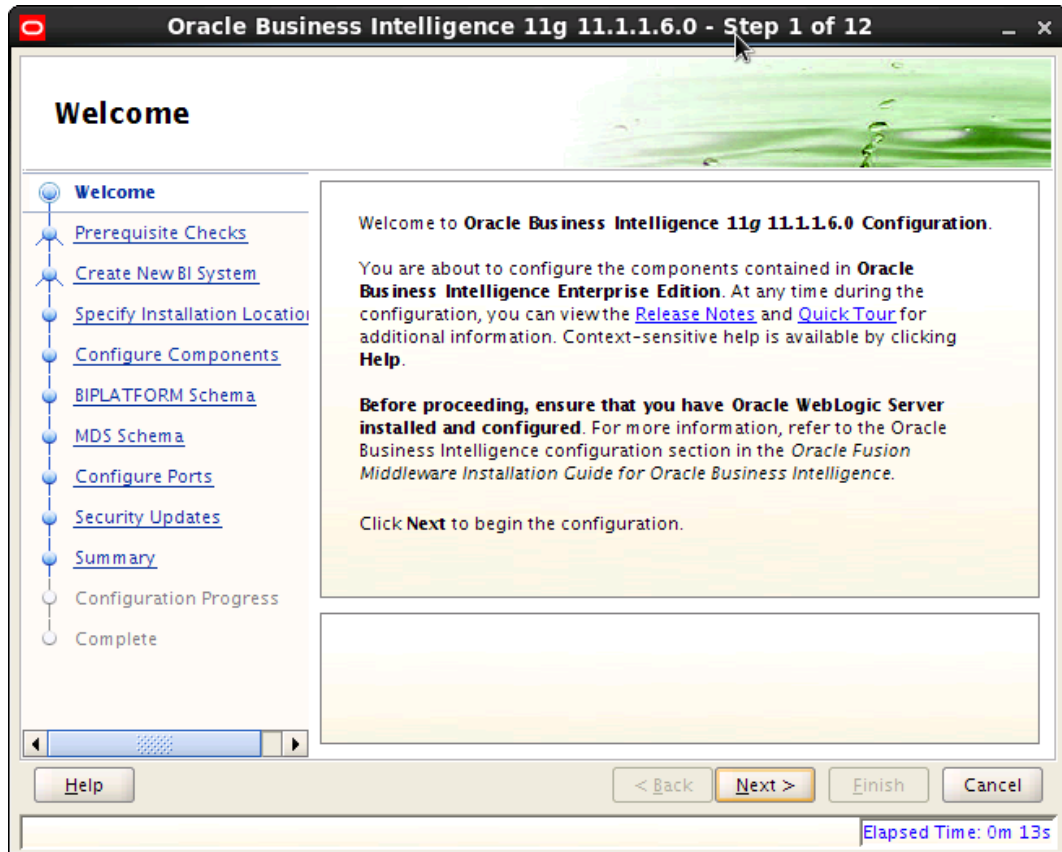 Oracle Business Intelligence 11g 11.1.1.6.0 - Step 1 of 12
Welcome
Welcome
Prerequisite Checks
Create New BI System
Specify Installation Location
Configure Components
BIPLATFORM Schema
MDS Schema
Configure Ports
Security Updates
Summary
Configuration Progress
Complete
Welcome to Oracle Business Intelligence 11g 11.1.1.6.0 Configuration.
You are about to configure the components contained in Oracle
Business Intelligence Enterprise Edition. At any time during the
configuration, you can view the Release Notes and Quick Tour for
additional information. Context-sensitive help is available by clicking
Help.
Before proceeding, ensure that you have Oracle WebLogic Server
installed and configured. For more information, refer to the Oracle
Business Intelligence configuration section in the Oracle Fusion
Middleware Installation Guide for Oracle Business Intelligence.
Click Next to begin the configuration.
Help
< Back
Next >
Finish
Cancel
Elapsed Time: 0m 13s